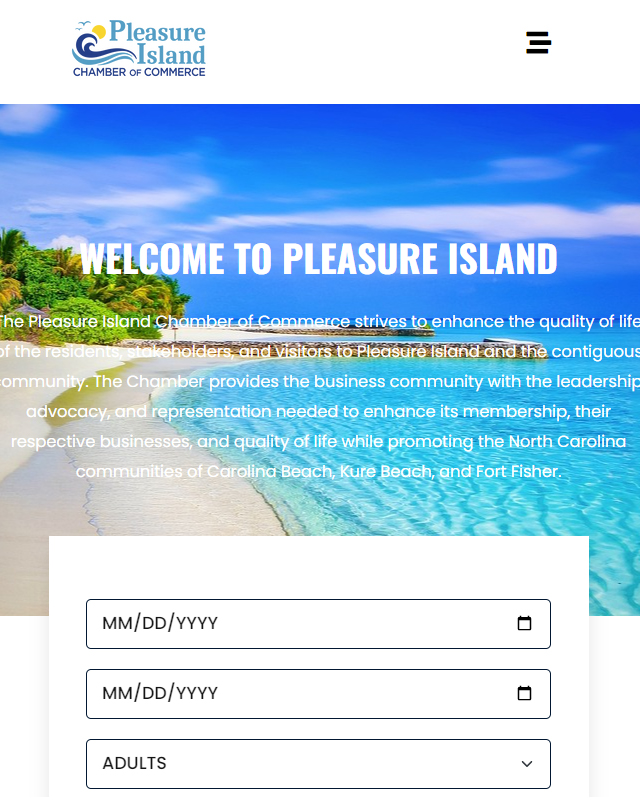 Pleasure
Island
CHAMBER OF COMMERCE
WELCOME TO PLEASURE ISLAND
The Pleasure Island Chamber of Commerce strives to enhance the quality of life
of the residents, stakeholders, and visitors to Pleasure Island and the contiguous
community. The Chamber provides the business community with the leadership
advocacy, and representation needed to enhance its membership, their
respective businesses, and quality of life while promoting the North Carolina
communities of Carolina Beach, Kure Beach, and Fort Fisher.
MM/DD/YYYY
MM/DD/YYYY
ADULTS